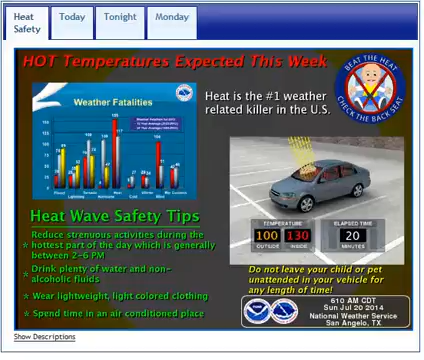 Heat Safety
Today
Tonight
Monday
HOT Temperatures Expected This Week
BEAT THE HEAT
CHECK THE BACK SEAT
Weather Fatalities
Heat is the #1 weather
related killer in the U.S.
Heat Wave Safety Tips
* Reduce strenuous activities during the
hottest part of the day which is generally
between 2-6 PM
* Drink plenty of water and non-
alcoholic fluids
* Wear lightweight, light colored clothing
* Spend time in an air conditioned place
TEMPERATURE
100 130
OUTSIDE INSIDE
ELAPSED TIME
20
MINUTES
Do not leave your child or pet
unattended in your vehicle for
any length of time!
610 AM CDT
Sun Jul 20 2014
National Weather Service
San Angelo, TX
Show Descriptions